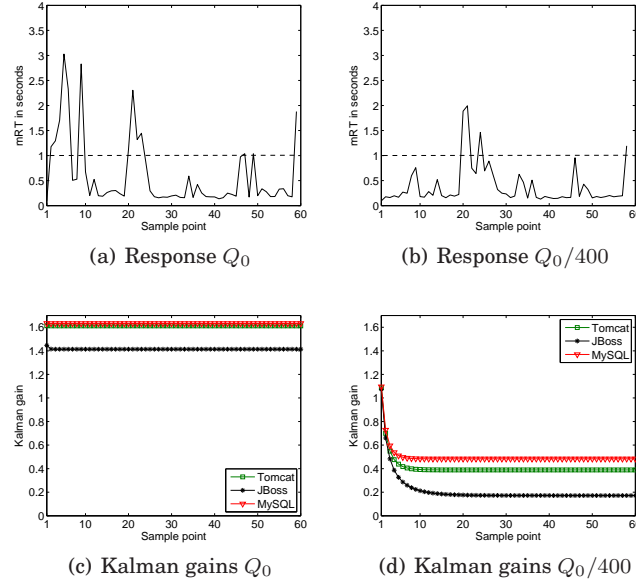 4
3.5
3
2.5
2
1.5
1
0.5
0
mRT in seconds
1 10 20 30 40 50 60
Sample point
(a) Response Q₀
4
3.5
3
2.5
2
1.5
1
0.5
0
mRT in seconds
1 10 20 30 40 50 60
Sample point
(b) Response Q₀/400
1.6
1.4
1.2
1
0.8
0.6
0.4
0.2
0
Kalman gain
Tomcat
JBoss
MySQL
1 10 20 30 40 50 60
Sample point
(c) Kalman gains Q₀
1.6
1.4
1.2
1
0.8
0.6
0.4
0.2
0
Kalman gain
Tomcat
JBoss
MySQL
1 10 20 30 40 50 60
Sample point
(d) Kalman gains Q₀/400